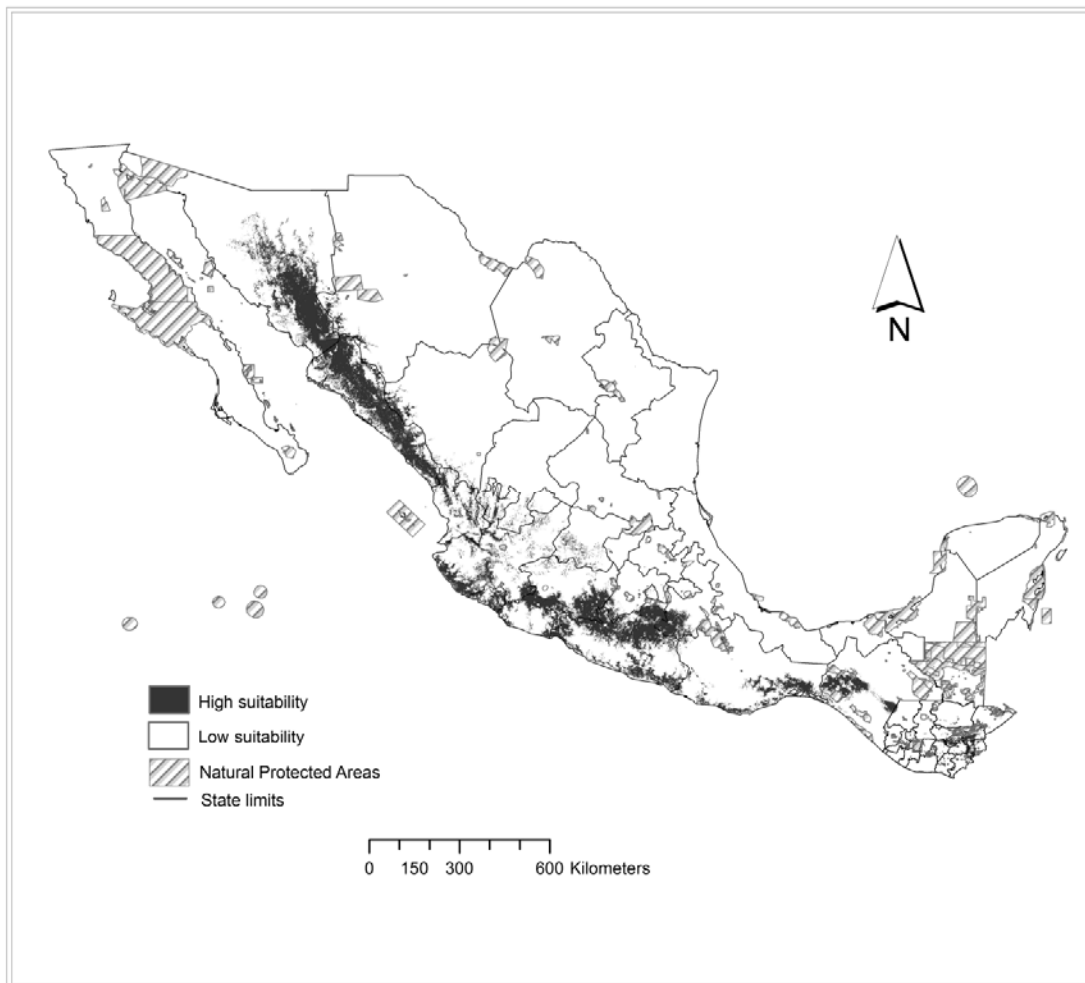 N
High suitability
Low suitability
Natural Protected Areas
State limits
0 150 300 600 Kilometers